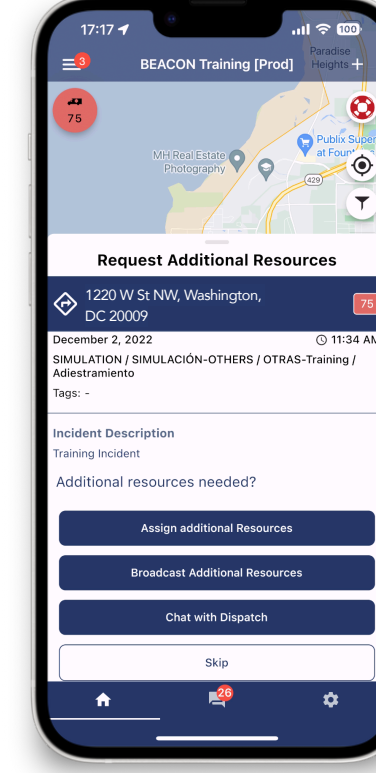 17:17
100
3
BEACON Training [Prod]
Paradise
Heights
75
MH Real Estate
Photography
Publix Super
at Fount
429
Request Additional Resources
1220 W St NW, Washington,
DC 20009
75
December 2, 2022
11:34 AM
SIMULATION / SIMULACIÓN-OTHERS / OTRAS-Training /
Adiestramiento
Tags: -
Incident Description
Training Incident
Additional resources needed?
Assign additional Resources
Broadcast Additional Resources
Chat with Dispatch
Skip
26